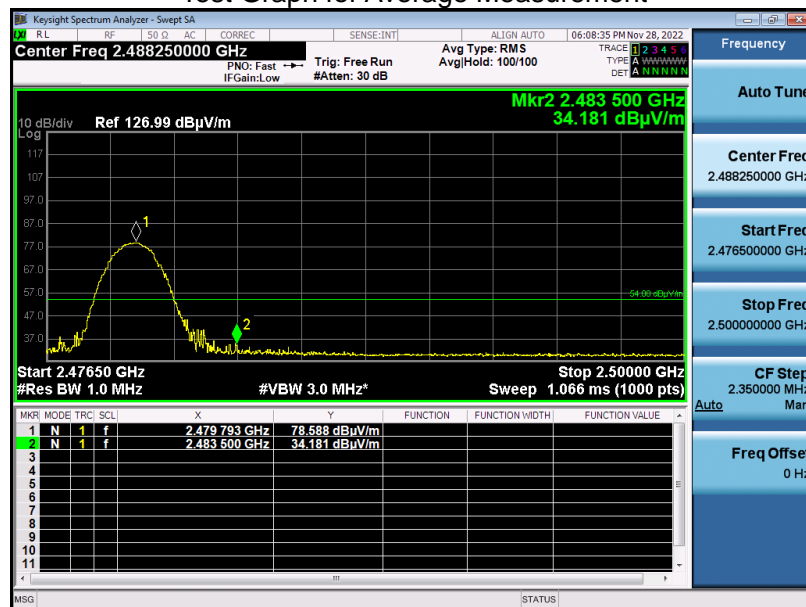 Test Graph for Average Measurement
Keysight Spectrum Analyzer - Swept SA
LXI RL RF 50 Ω AC CORREC SENSE:INT ALIGN AUTO 06:08:35 PM Nov 28, 2022
Center Freq 2.488250000 GHz
PNO: Fast
IFGain:Low
Trig: Free Run
#Atten: 30 dB
Avg Type: RMS
Avg|Hold: 100/100
TRACE 1 2 3 4 5 6
TYPE A WWWWW
DET A N N N N N
Mkr2 2.483 500 GHz
34.181 dBµV/m
10 dB/div Ref 126.99 dBµV/m
Log
117
107
97.0
87.0
77.0
67.0
57.0
47.0
37.0
1
2
54.00 dBµV/m
Start 2.47650 GHz Stop 2.50000 GHz
#Res BW 1.0 MHz #VBW 3.0 MHz* Sweep 1.066 ms (1000 pts)
MKR MODE TRC SCL X Y FUNCTION FUNCTION WIDTH FUNCTION VALUE
1 N 1 f 2.479 793 GHz 78.588 dBµV/m
2 N 1 f 2.483 500 GHz 34.181 dBµV/m
3
4
5
6
7
8
9
10
11
MSG STATUS
Frequency
Auto Tune
Center Freq
2.488250000 GHz
Start Freq
2.476500000 GHz
Stop Freq
2.500000000 GHz
CF Step
2.350000 MHz
Auto Man
Freq Offset
0 Hz